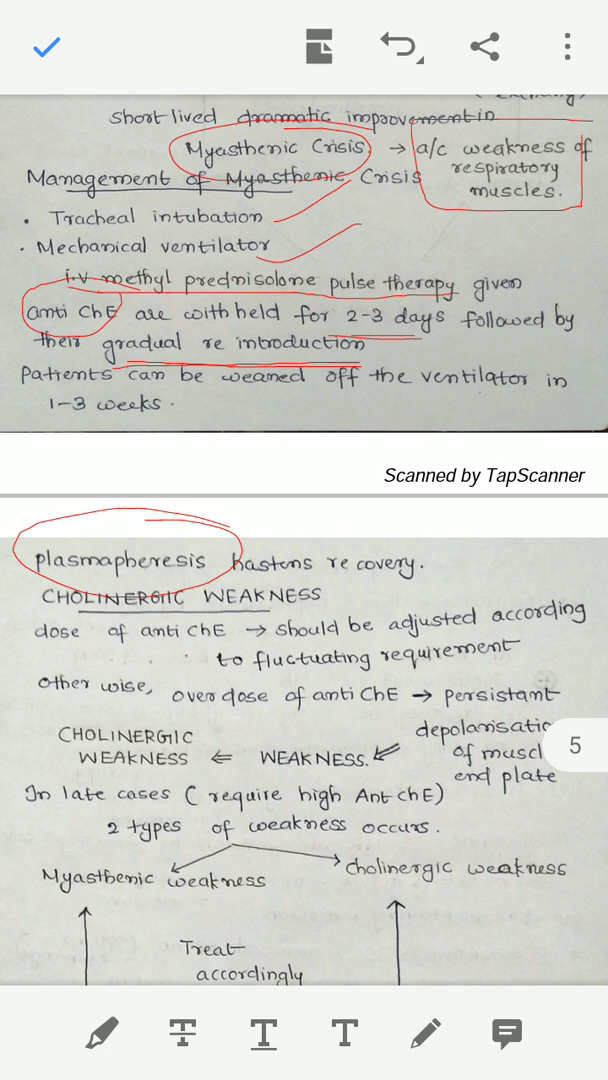 short lived dramatic improvement in
Myasthenic Crisis. → a/c weakness of
respiratory
muscles.
Management of Myasthenic Crisis
• Tracheal intubation
• Mechanical ventilator
i.v methyl prednisolone pulse therapy given
anti ChE are with held for 2-3 days followed by
their gradual re introduction
Patients can be weaned off the ventilator in
1-3 weeks.
Scanned by TapScanner
plasmapheresis hastens re covery.
CHOLINERGIC WEAKNESS
dose of anti ChE → should be adjusted according
to fluctuating requirement
other wise, over dose of anti ChE → persistant
depolarisatio
of muscl
end plate
CHOLINERGIC
WEAKNESS ⇐ WEAKNESS.
5
In late cases ( require high Ant chE)
2 types of weakness occurs.
Myasthenic weakness
cholinergic weakness
Treat
accordingly
T
T
T